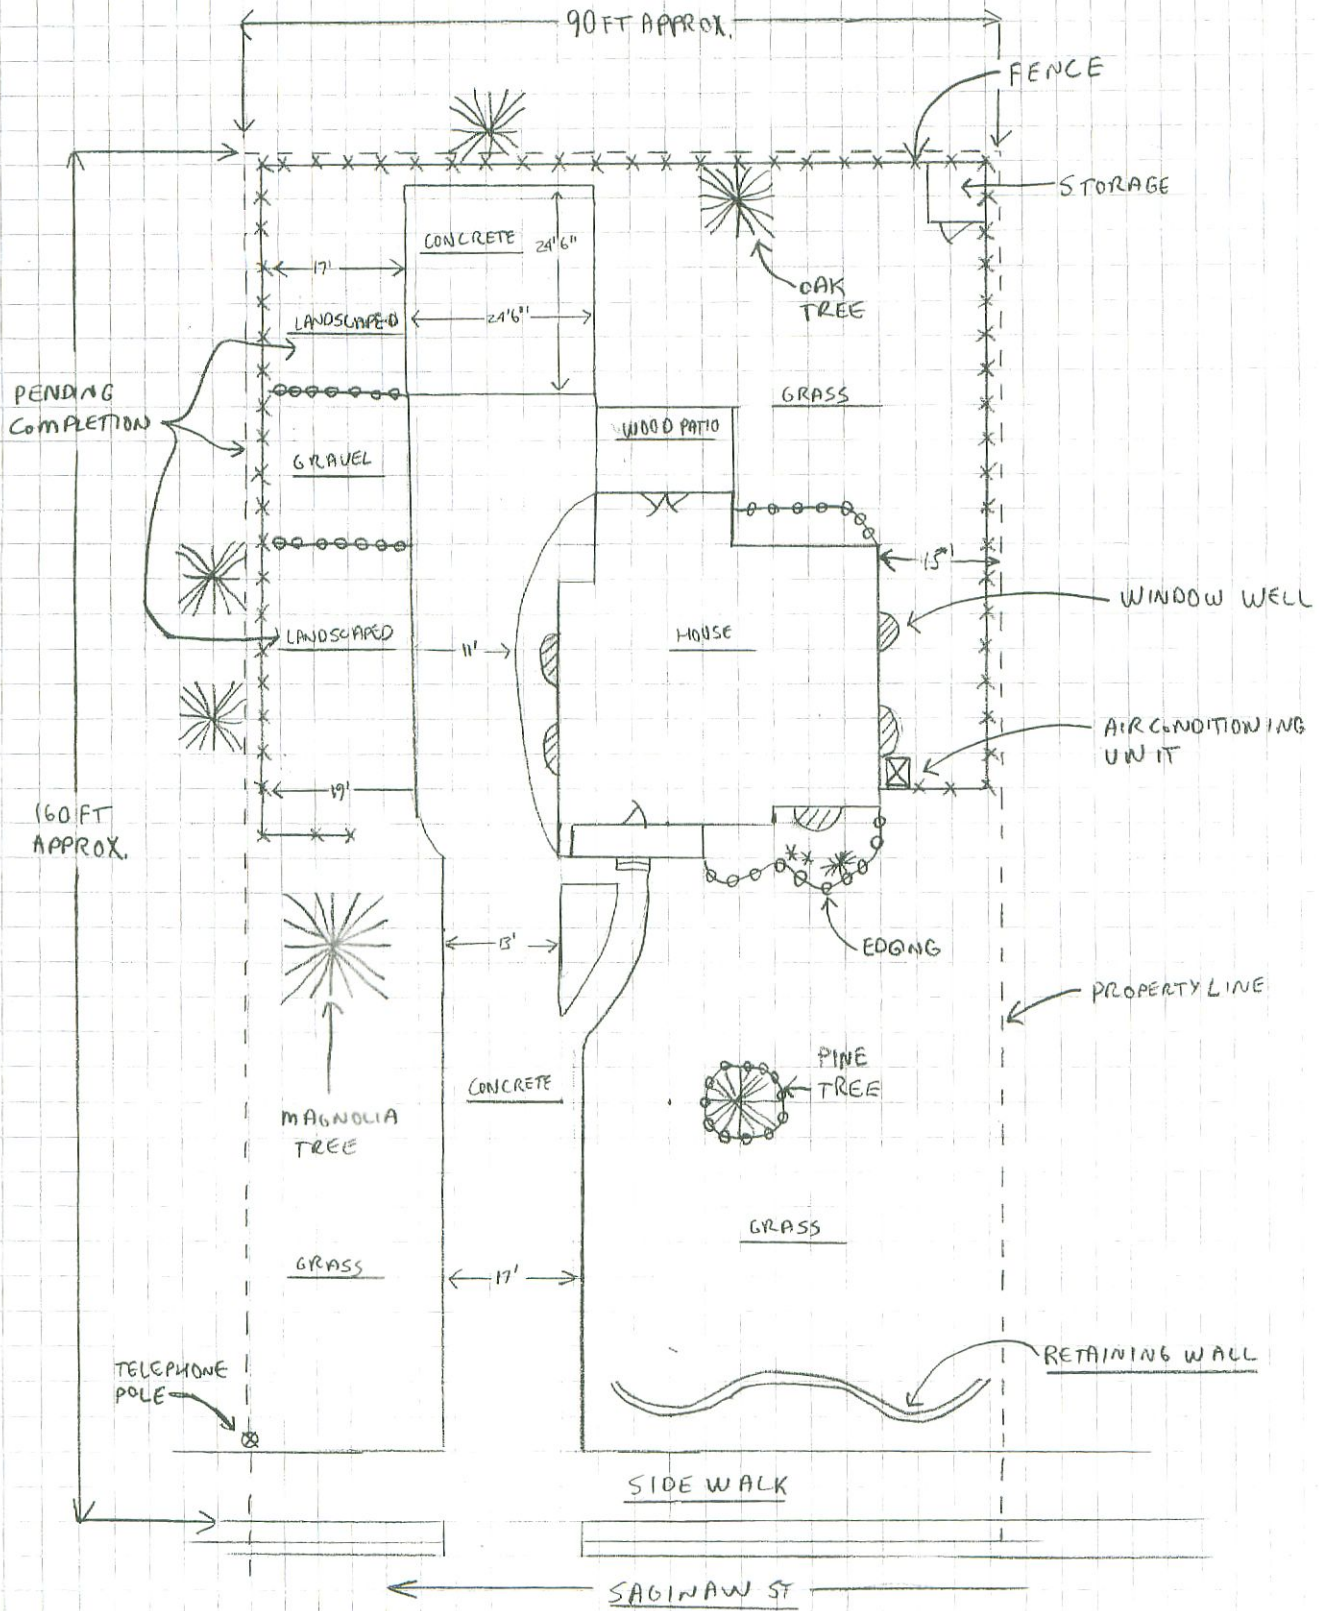 90 FT APPROX.
FENCE
STORAGE
CONCRETE
24'6"
17'
OAK
TREE
LANDSCAPED
24'6"
PENDING
COMPLETION
GRASS
WOOD PATIO
GRAVEL
15'
WINDOW WELL
LANDSCAPED
11'
HOUSE
AIR CONDITIONING
UNIT
19'
160 FT
APPROX.
13'
EDGING
PROPERTY LINE
PINE
TREE
CONCRETE
MAGNOLIA
TREE
GRASS
GRASS
17'
RETAINING WALL
TELEPHONE
POLE
SIDE WALK
SAGINAW ST